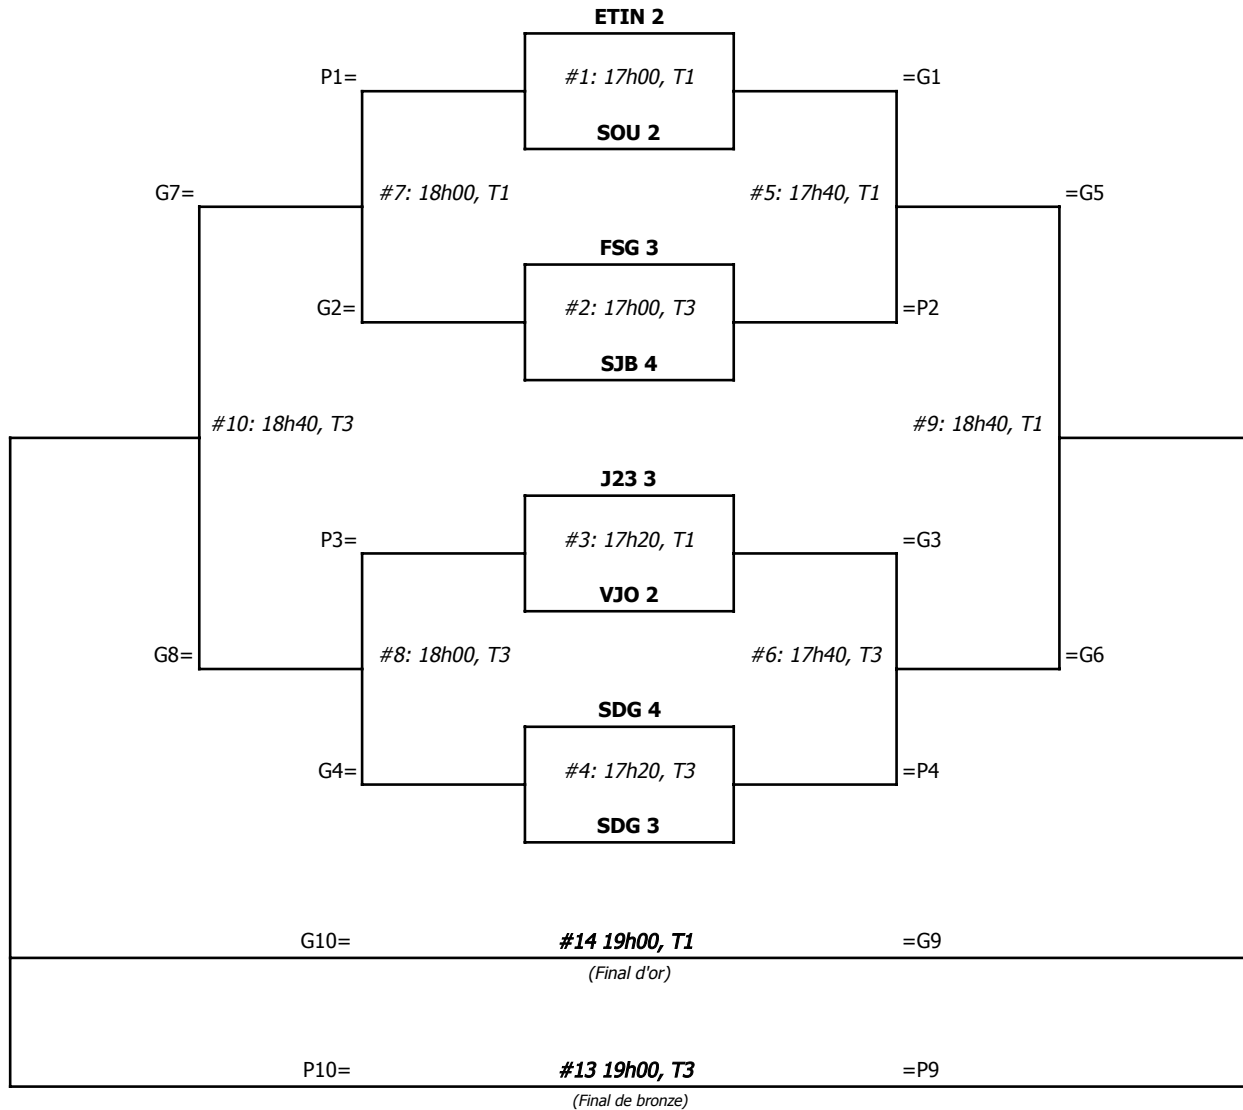 ETIN 2
P1=
#1: 17h00, T1
=G1
SOU 2
G7=
#7: 18h00, T1
#5: 17h40, T1
=G5
FSG 3
G2=
#2: 17h00, T3
=P2
SJB 4
#10: 18h40, T3
#9: 18h40, T1
J23 3
P3=
#3: 17h20, T1
=G3
VJO 2
G8=
#8: 18h00, T3
#6: 17h40, T3
=G6
SDG 4
G4=
#4: 17h20, T3
=P4
SDG 3
G10=
#14 19h00, T1
=G9
(Final d'or)
P10=
#13 19h00, T3
=P9
(Final de bronze)